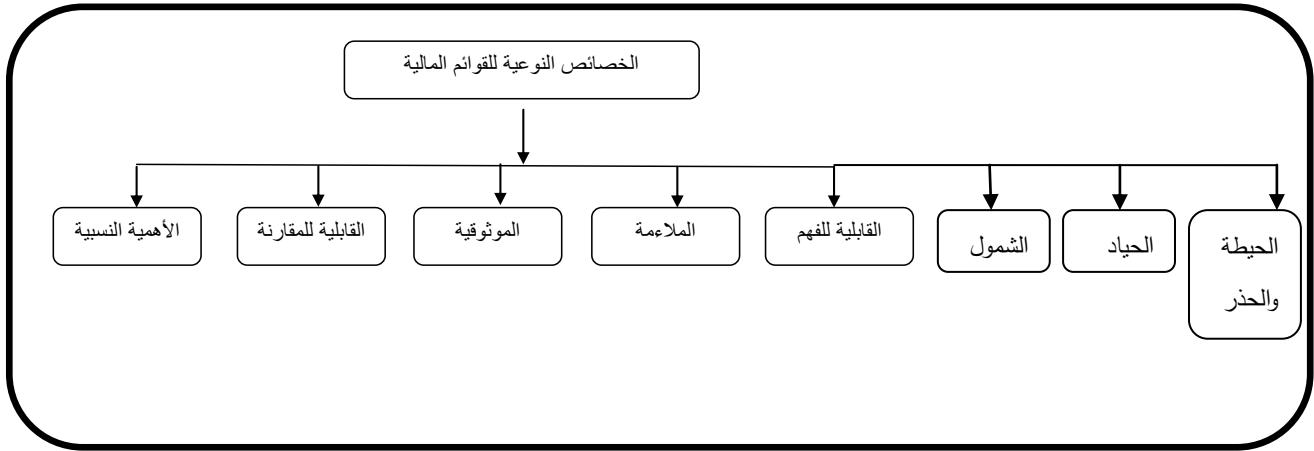 الخصائص النوعية للقوائم المالية
الحيطة
والحذر
الحياد
الشمول
القابلية للفهم
الملاءمة
الموثوقية
القابلية للمقارنة
الأهمية النسبية